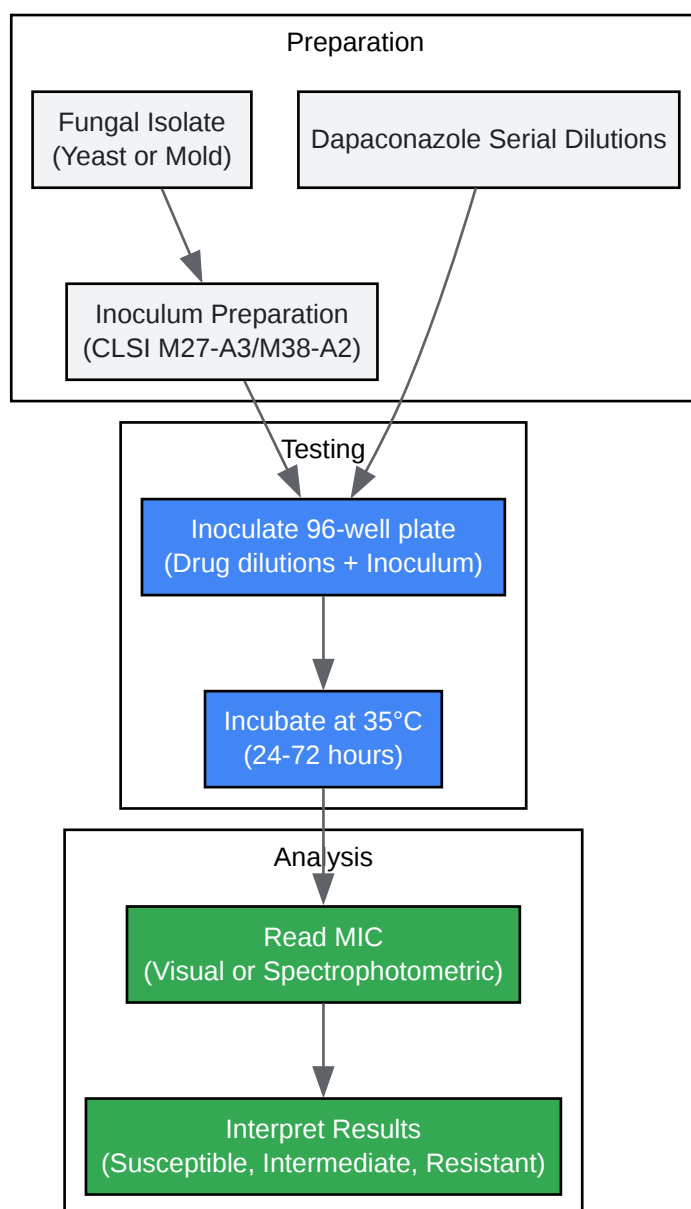 Preparation
Fungal Isolate
(Yeast or Mold)
Dapaconazole Serial Dilutions
Inoculum Preparation
(CLSI M27-A3/M38-A2)
Testing
Inoculate 96-well plate
(Drug dilutions + Inoculum)
Incubate at 35°C
(24-72 hours)
Analysis
Read MIC
(Visual or Spectrophotometric)
Interpret Results
(Susceptible, Intermediate, Resistant)